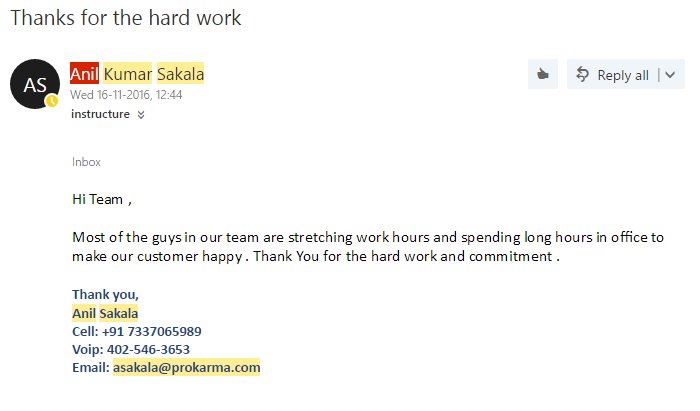 Thanks for the hard work
AS
Anil Kumar Sakala
Reply all
Wed 16-11-2016, 12:44
instructure
Inbox
Hi Team ,
Most of the guys in our team are stretching work hours and spending long hours in office to
make our customer happy . Thank You for the hard work and commitment .
Thank you,
Anil Sakala
Cell: +91 7337065989
Voip: 402-546-3653
Email: asakala@prokarma.com